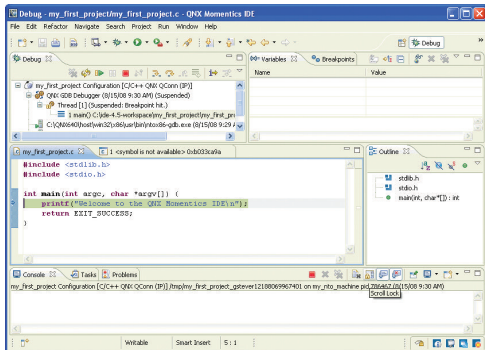 Debug - my_first_project/my_first_project.c - QNX Momentics IDE
File Edit Refactor Navigate Search Project Run Window Help
Debug
Debug
Variables
Breakpoints
my_first_project Configuration [C/C++ QNX QConn (IP)]
QNX GDB Debugger (8/15/08 9:30 AM) (Suspended)
Thread [1] (Suspended: Breakpoint hit.)
1 main() C:\ide-4.5-workspace\my_first_project\my_first_pr
C:\QNX640\host\win32\x86\usr\bin\ntox86-gdb.exe (8/15/08 9:29 A
Name Value
my_first_project.c
1 <symbol is not available> 0xb033ca9a
Outline
#include <stdlib.h>
#include <stdio.h>
int main(int argc, char *argv[]) {
printf("Welcome to the QNX Momentics IDE\n");
return EXIT_SUCCESS;
}
stdlib.h
stdio.h
main(int, char*[]) : int
Console Tasks Problems
my_first_project Configuration [C/C++ QNX QConn (IP)] /tmp/my_first_project_gstever12188069967401 on my_nto_machine pid 786467 (8/15/08 9:30 AM)
Scroll Lock
Writable Smart Insert 5 : 1